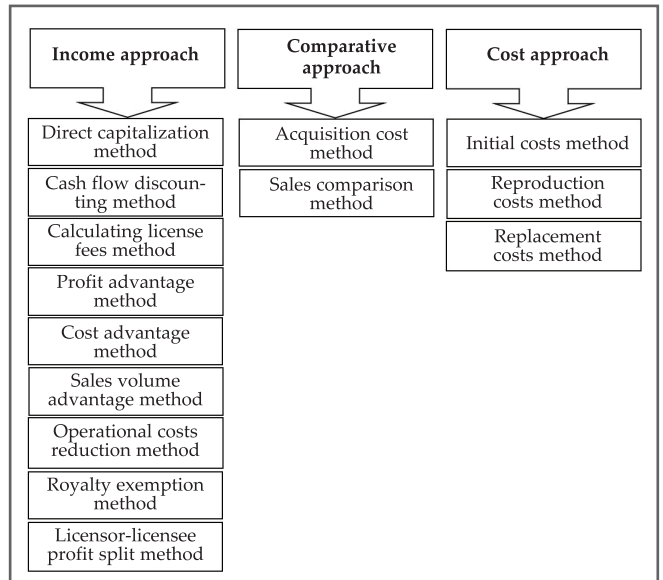 Income approach
Direct capitalization
method
Cash flow discoun-
ting method
Calculating license
fees method
Profit advantage
method
Cost advantage
method
Sales volume
advantage method
Operational costs
reduction method
Royalty exemption
method
Licensor-licensee
profit split method
Comparative
approach
Acquisition cost
method
Sales comparison
method
Cost approach
Initial costs method
Reproduction
costs method
Replacement
costs method